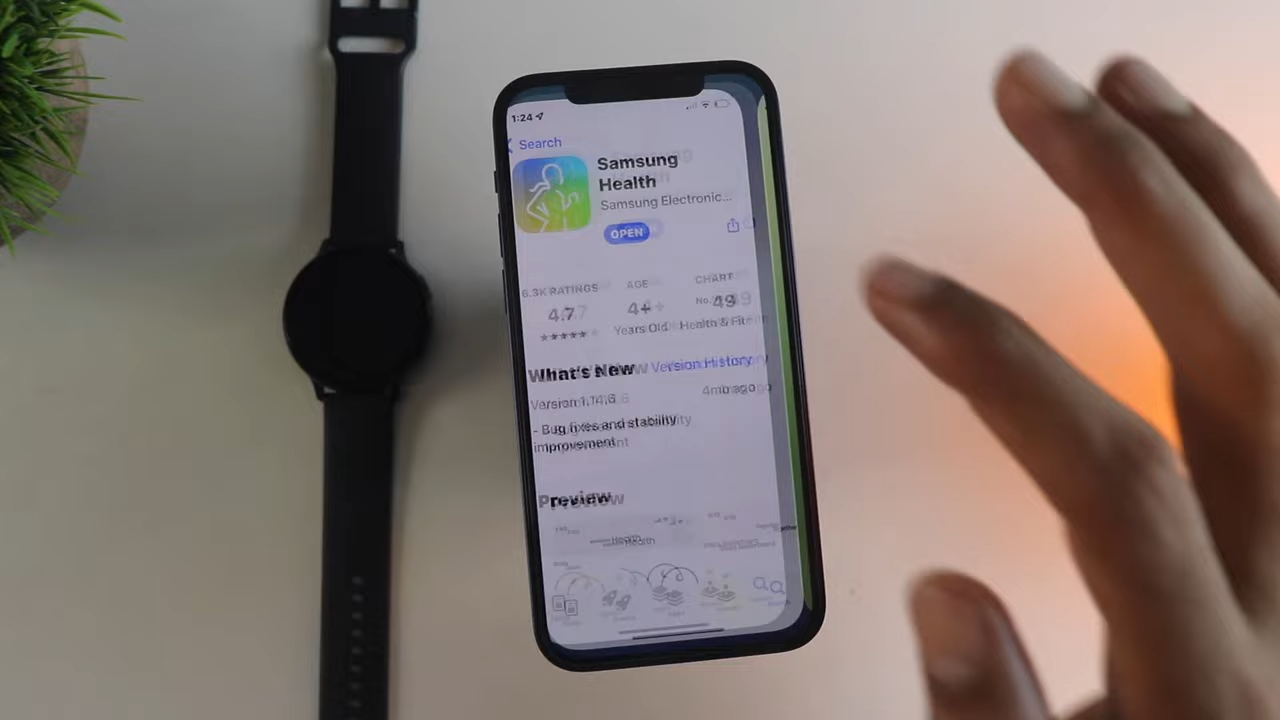 1:24
Search
Samsung
Health
Samsung Electronic...
OPEN
6.3K RATINGS AGE CHART
4.7 4+ No. 49
★★★★★ Years Old Health & Fit
What's New Version History
Version 1.14.6 4mo ago
- Bug fixes and stability
improvement
Preview
Health